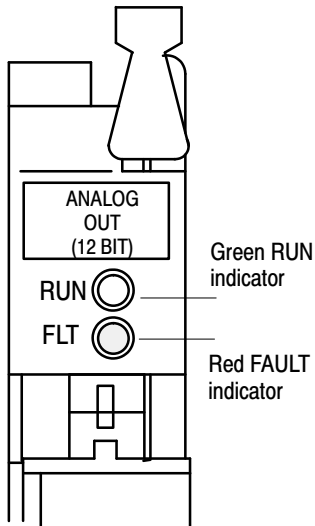 ANALOG
OUT
(12 BIT)
RUN
Green RUN
indicator
FLT
Red FAULT
indicator